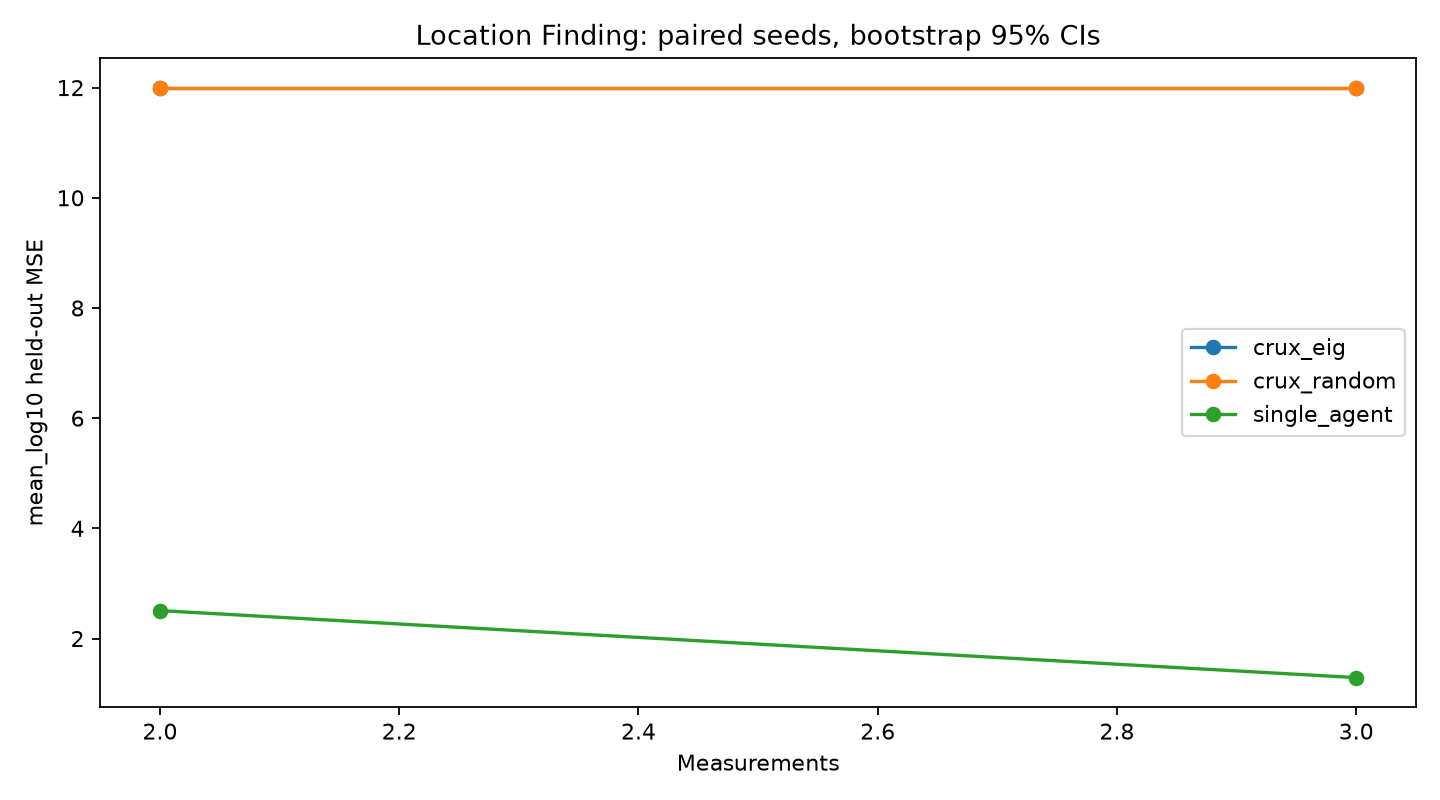 Location Finding: paired seeds, bootstrap 95% CIs
mean_log10 held-out MSE
12
10
8
6
4
2
crux_eig
crux_random
single_agent
2.0 2.2 2.4 2.6 2.8 3.0
Measurements